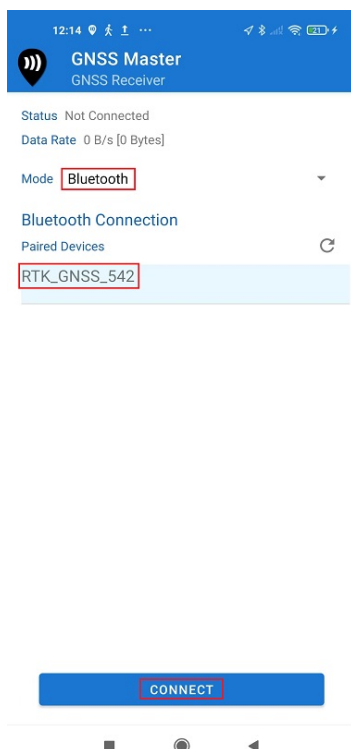 12:14
GNSS Master
GNSS Receiver
Status Not Connected
Data Rate 0 B/s [0 Bytes]
Mode Bluetooth
Bluetooth Connection
Paired Devices
RTK_GNSS_542
CONNECT